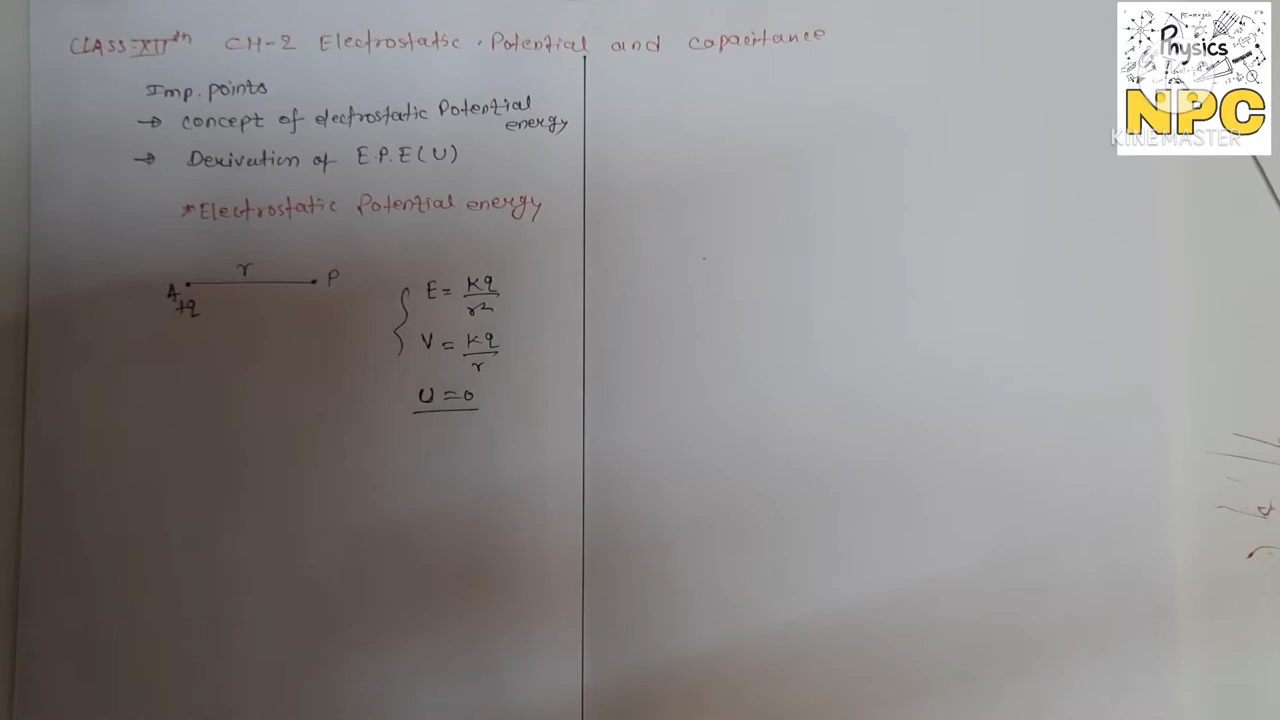 CLASS-XIIth CH-2 Electrostatic Potential and capacitance
Imp. points
→ concept of electrostatic Potential energy
→ Derivation of E.P.E(U)
*Electrostatic Potential energy
r
A P
+q
E = Kq/r²
V = Kq/r
U = 0
Physics
NPC
KINEMASTER